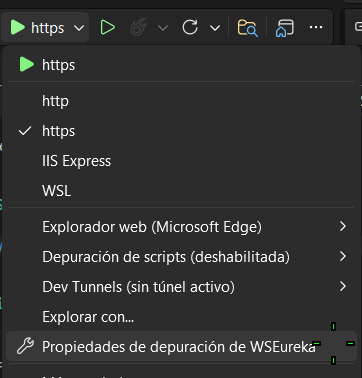 https
https
http
https
IIS Express
WSL
Explorador web (Microsoft Edge)
Depuración de scripts (deshabilitada)
Dev Tunnels (sin túnel activo)
Explorar con...
Propiedades de depuración de WSEureka